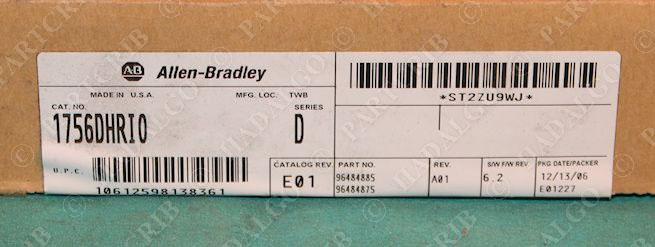 AB Allen-Bradley
MADE IN U.S.A. MFG. LOC. TWB
CAT. NO. SERIES
1756DHRIO D
U.P.C.
10612598138361
*ST2ZU9WJ*
CATALOG REV. PART NO. REV. S/W F/W REV. PKG DATE/PACKER
E01 96484885 A01 6.2 12/13/06
96484875 E01227